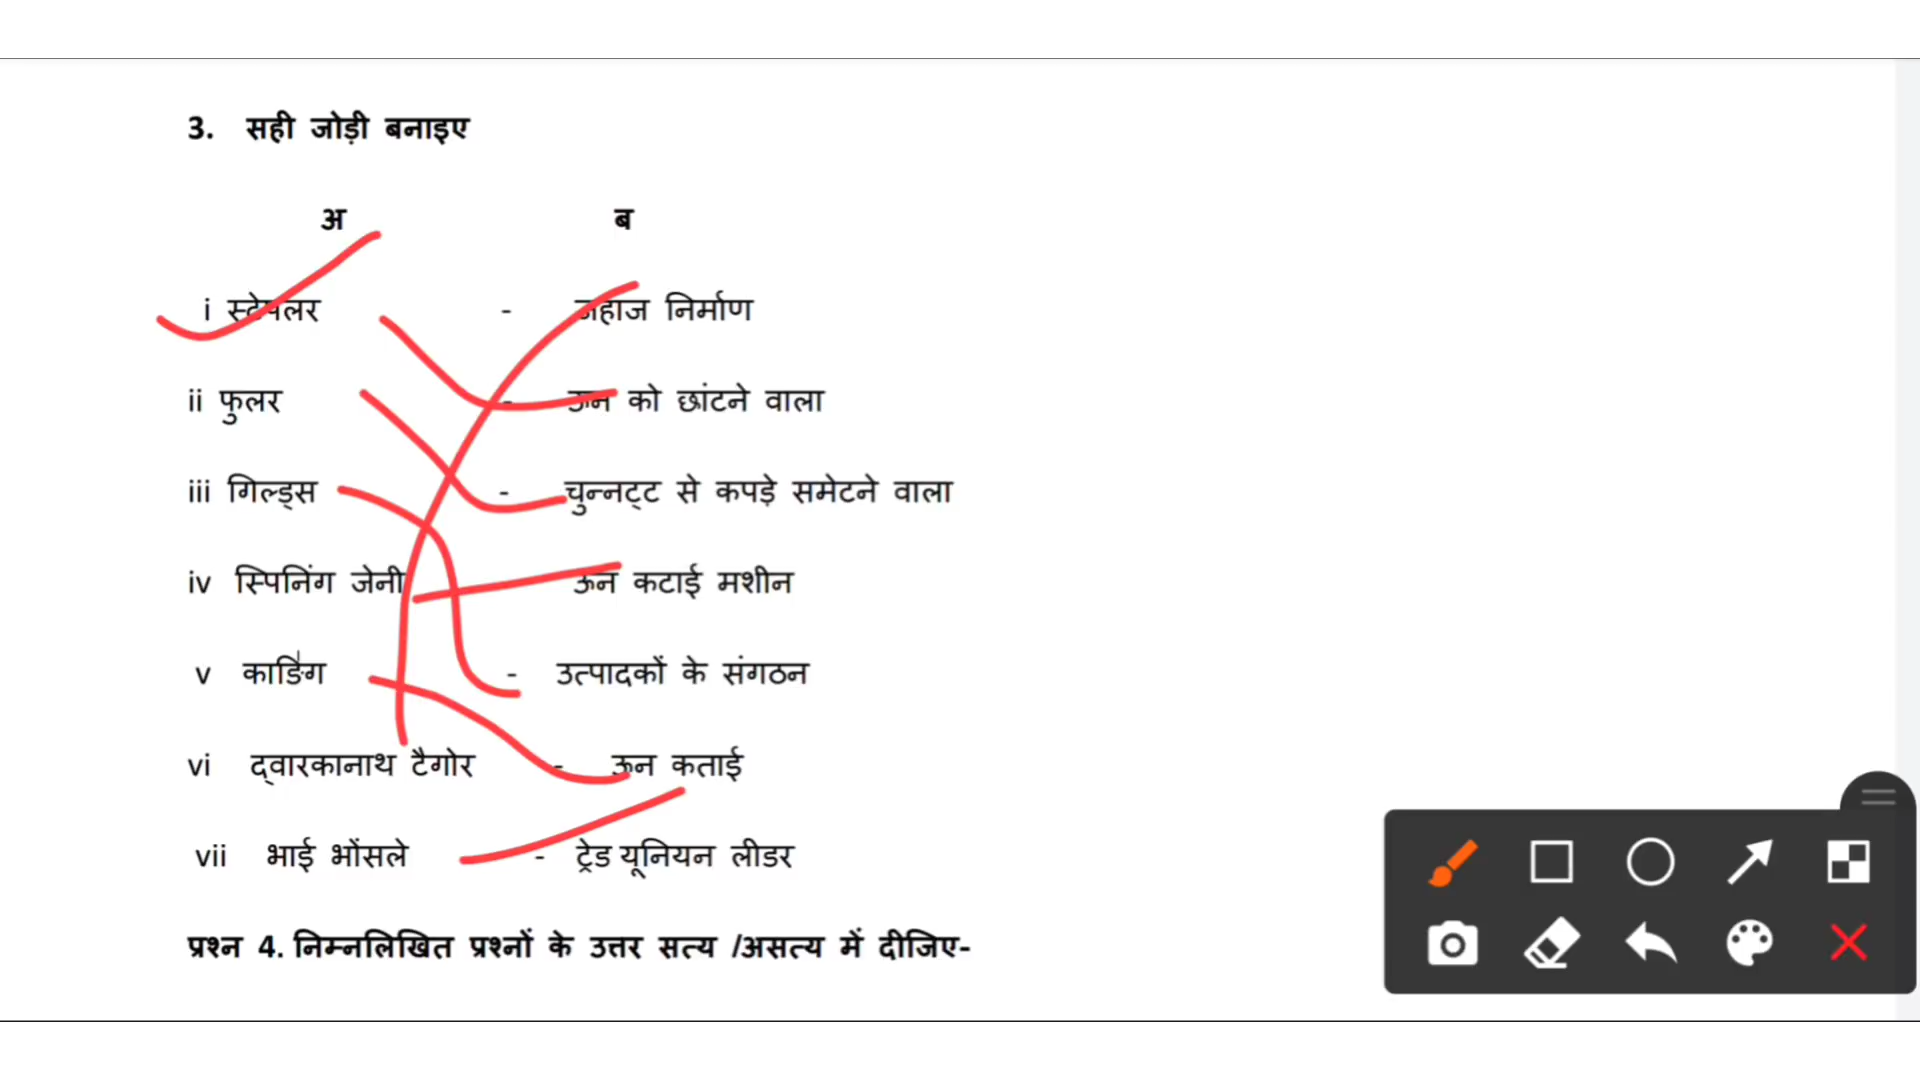 3. सही जोड़ी बनाइए
अ ब
i स्टेपलर - जहाज निर्माण
ii फुलर - ऊन को छांटने वाला
iii गिल्ड्स - चुन्नट्ट से कपड़े समेटने वाला
iv स्पिनिंग जेनी ऊन कटाई मशीन
v कार्डिंग - उत्पादकों के संगठन
vi द्वारकानाथ टैगोर - ऊन कताई
vii भाई भोंसले - ट्रेड यूनियन लीडर
प्रश्न 4. निम्नलिखित प्रश्नों के उत्तर सत्य /असत्य में दीजिए-